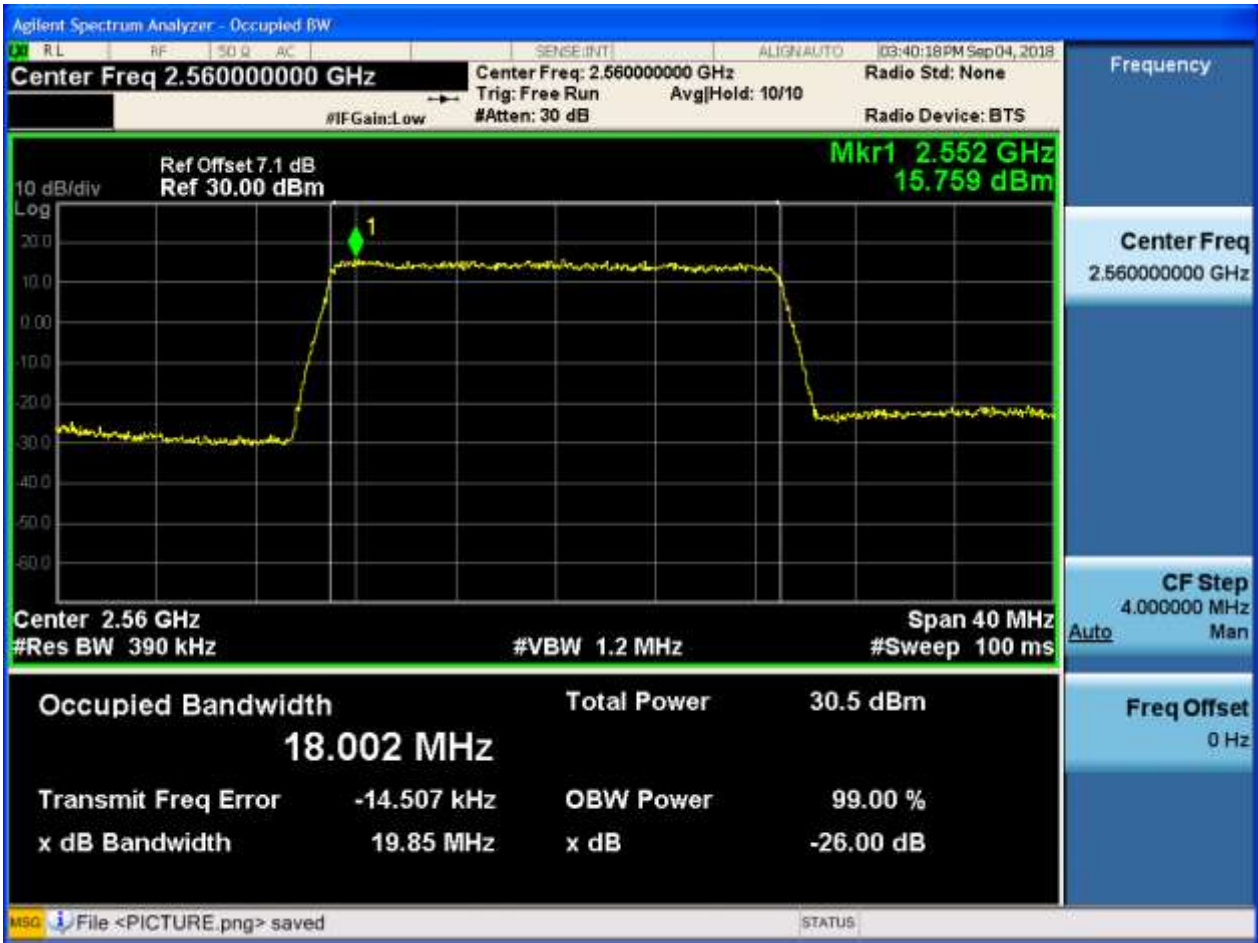 Agilent Spectrum Analyzer - Occupied BW
LXI RL RF 50 Ω AC SENSE:INT ALIGN AUTO 03:40:18 PM Sep 04, 2018
Center Freq 2.560000000 GHz
Center Freq: 2.560000000 GHz Radio Std: None
Trig: Free Run Avg|Hold: 10/10
#IFGain:Low #Atten: 30 dB Radio Device: BTS
Mkr1 2.552 GHz
15.759 dBm
Ref Offset 7.1 dB
10 dB/div Ref 30.00 dBm
Log
1
20.0
10.0
0.00
-10.0
-20.0
-30.0
-40.0
-50.0
-60.0
Center 2.56 GHz Span 40 MHz
#Res BW 390 kHz #VBW 1.2 MHz #Sweep 100 ms
Occupied Bandwidth Total Power 30.5 dBm
18.002 MHz
Transmit Freq Error -14.507 kHz OBW Power 99.00 %
x dB Bandwidth 19.85 MHz x dB -26.00 dB
MSG File <PICTURE.png> saved STATUS
Frequency
Center Freq
2.560000000 GHz
CF Step
4.000000 MHz
Auto Man
Freq Offset
0 Hz